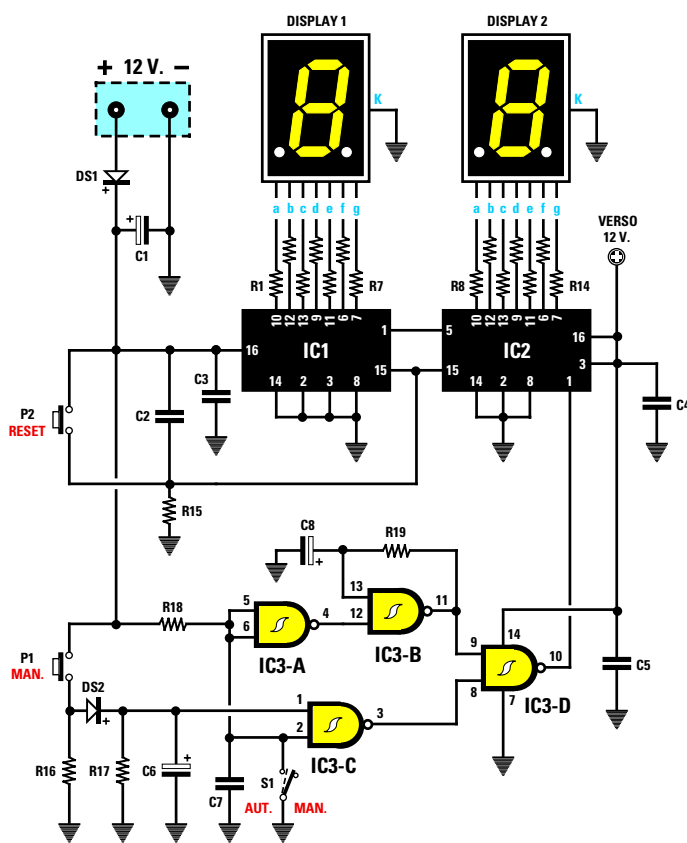 DISPLAY 1
DISPLAY 2
+ 12 V. −
K
K
DS1
+
+
C1
a b c d e f g
a b c d e f g
VERSO
12 V.
R1
R7
R8
R14
10 12 13 9 11 6 7
10 12 13 9 11 6 7
16
IC1
1
5
IC2
16
3
15
15
1
14 2 3 8
14 2 8
P2
RESET
C2
C3
C4
R15
C8
+
R19
13
12
11
IC3-B
R18
5
6
4
IC3-A
9
8
14
10
7
IC3-D
C5
P1
MAN.
DS2
+
1
2
3
IC3-C
R16
R17
C6
+
C7
S1
AUT.
MAN.